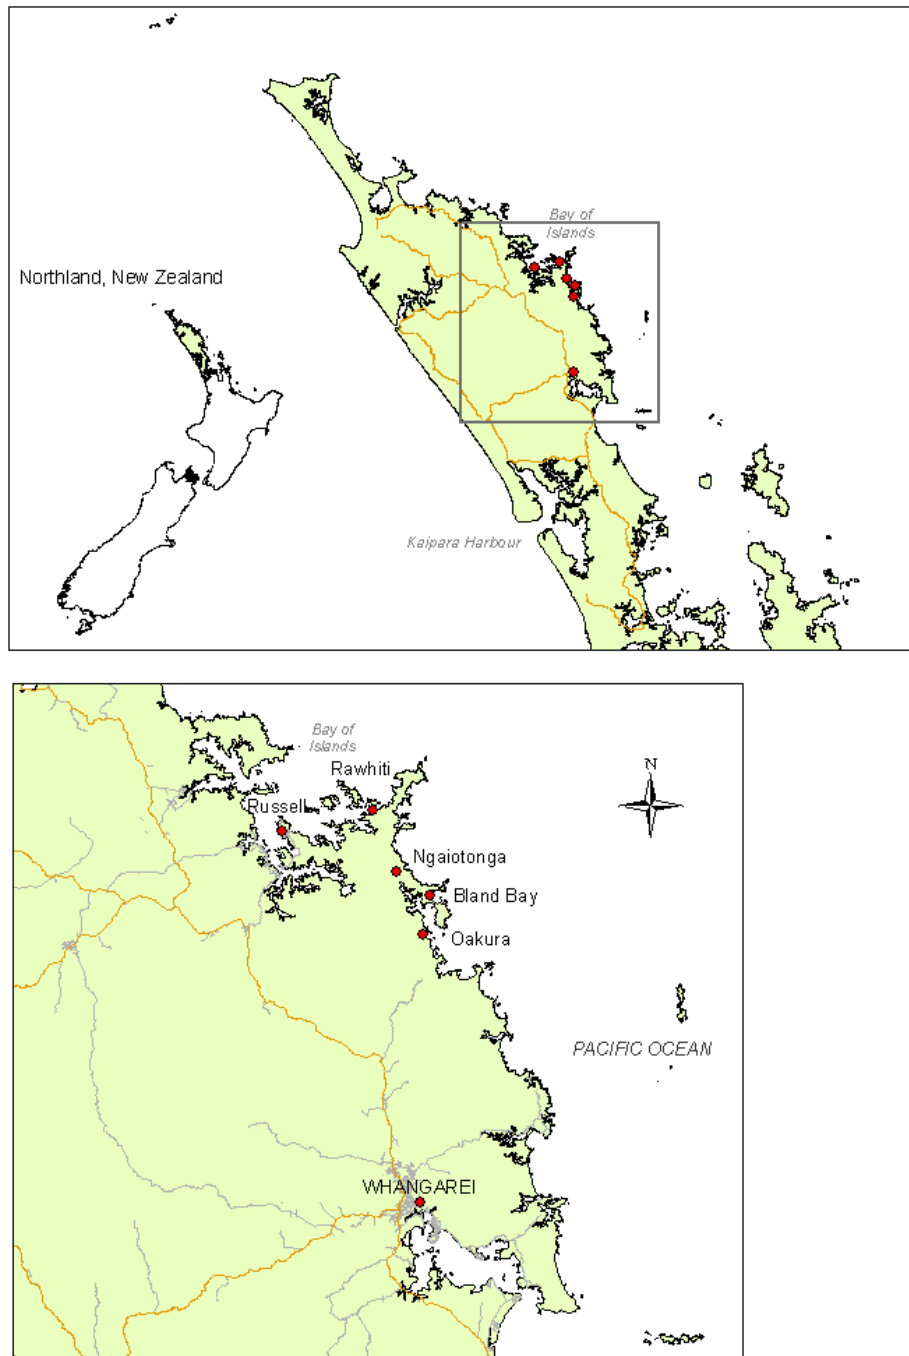 Bay of
Islands
Northland, New Zealand
Kaipara Harbour
Bay of
Islands
Rawhiti
N
Russell
Ngaiotonga
Bland Bay
Oakura
PACIFIC OCEAN
WHANGAREI